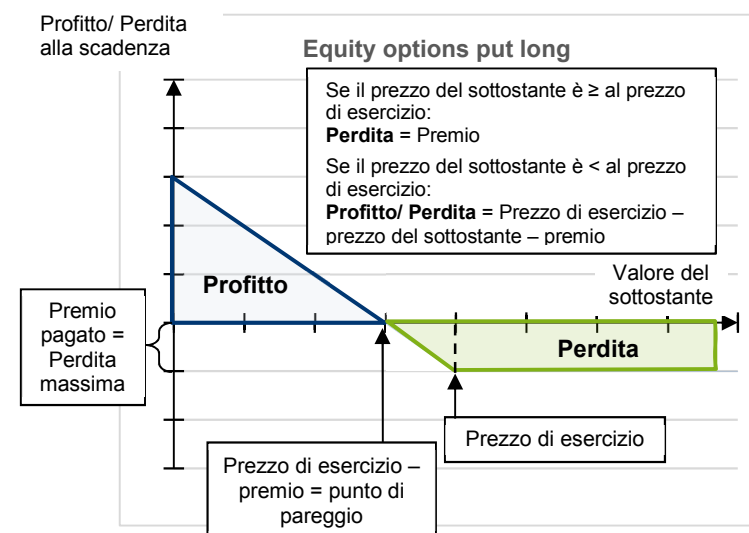 Profitto/ Perdita
alla scadenza
Equity options put long
Se il prezzo del sottostante è ≥ al prezzo
di esercizio:
Perdita = Premio
Se il prezzo del sottostante è < al prezzo
di esercizio:
Profitto/ Perdita = Prezzo di esercizio –
prezzo del sottostante – premio
Profitto
Valore del
sottostante
Premio
pagato =
Perdita
massima
Perdita
Prezzo di esercizio
Prezzo di esercizio –
premio = punto di
pareggio